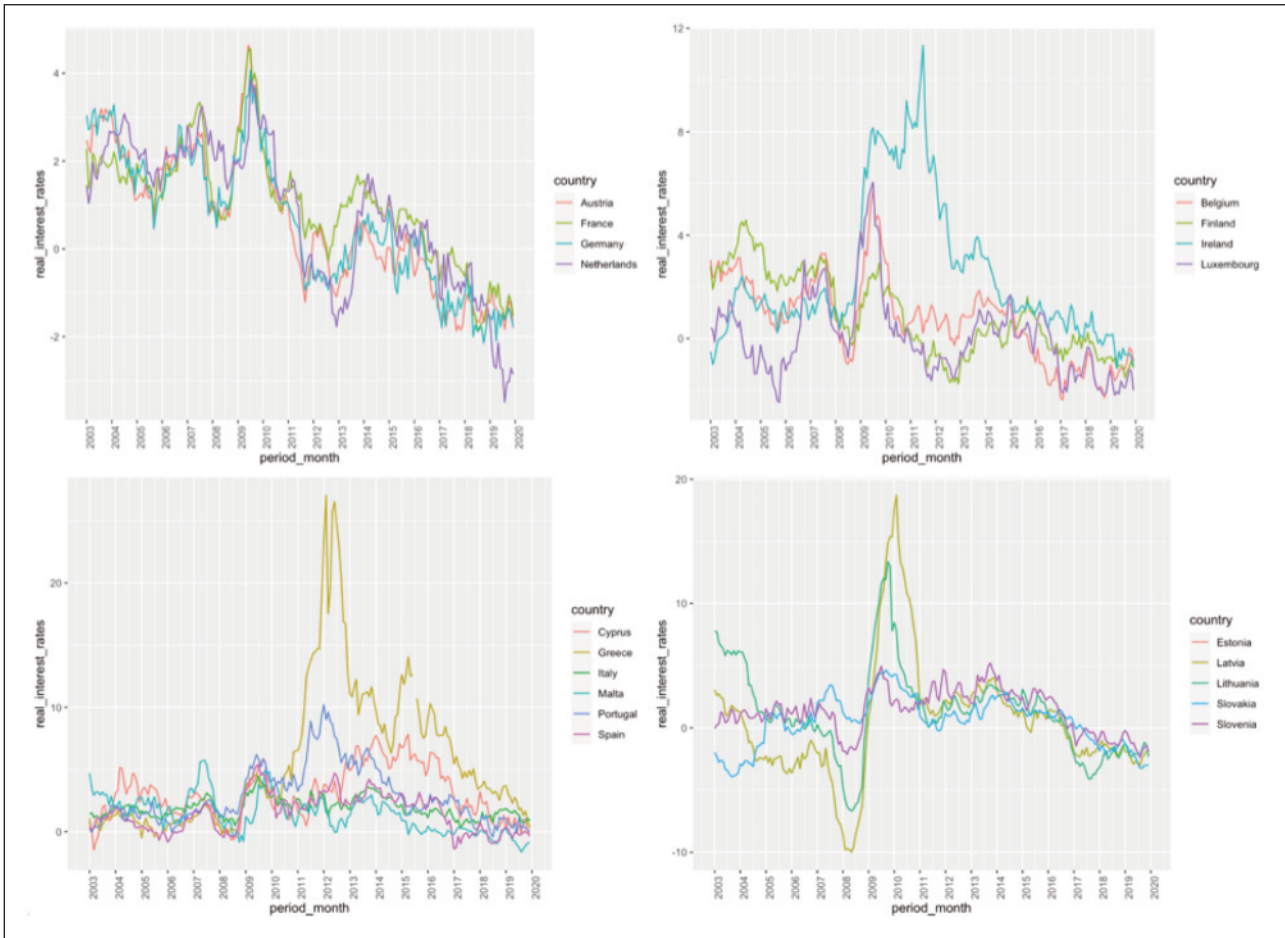 4
2
0
-2
real_interest_rates
2003
2004
2005
2006
2007
2008
2009
2010
2011
2012
2013
2014
2015
2016
2017
2018
2019
2020
period_month
country
Austria
France
Germany
Netherlands
12
8
4
0
real_interest_rates
2003
2004
2005
2006
2007
2008
2009
2010
2011
2012
2013
2014
2015
2016
2017
2018
2019
2020
period_month
country
Belgium
Finland
Ireland
Luxembourg
20
10
0
real_interest_rates
2003
2004
2005
2006
2007
2008
2009
2010
2011
2012
2013
2014
2015
2016
2017
2018
2019
2020
period_month
country
Cyprus
Greece
Italy
Malta
Portugal
Spain
20
10
0
-10
real_interest_rates
2003
2004
2005
2006
2007
2008
2009
2010
2011
2012
2013
2014
2015
2016
2017
2018
2019
2020
period_month
country
Estonia
Latvia
Lithuania
Slovakia
Slovenia